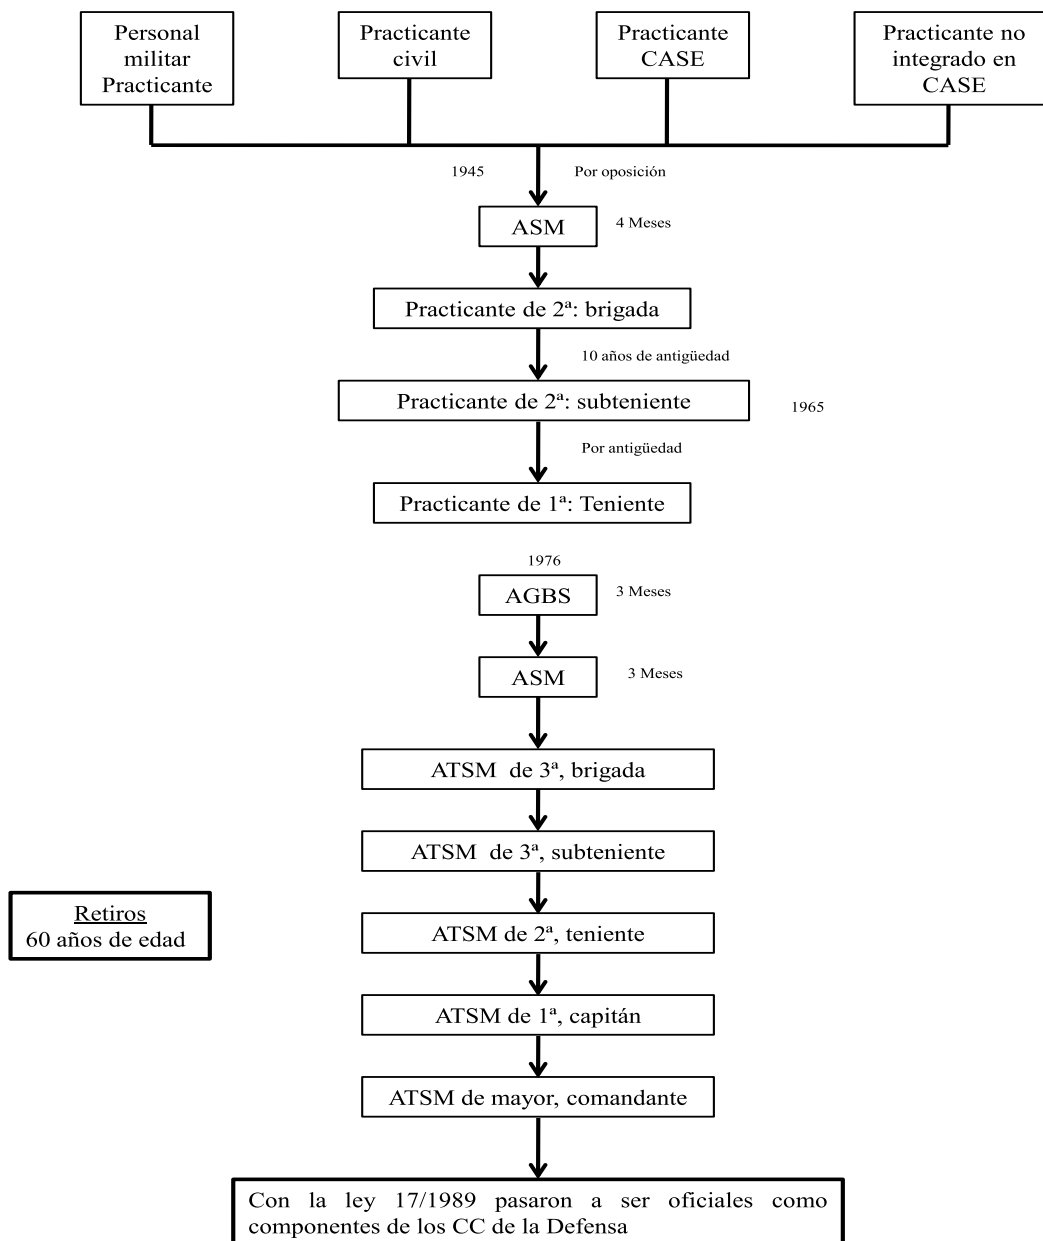 Personal
militar
Practicante
Practicante
civil
Practicante
CASE
Practicante no
integrado en
CASE
1945
Por oposición
ASM
4 Meses
Practicante de 2ª: brigada
10 años de antigüedad
Practicante de 2ª: subteniente
1965
Por antigüedad
Practicante de 1ª: Teniente
1976
AGBS
3 Meses
ASM
3 Meses
ATSM de 3ª, brigada
ATSM de 3ª, subteniente
Retiros
60 años de edad
ATSM de 2ª, teniente
ATSM de 1ª, capitán
ATSM de mayor, comandante
Con la ley 17/1989 pasaron a ser oficiales como
componentes de los CC de la Defensa